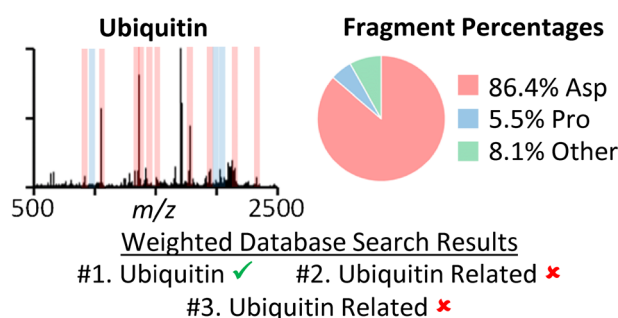 Ubiquitin
Fragment Percentages
86.4% Asp
5.5% Pro
8.1% Other
500
m/z
2500
Weighted Database Search Results
#1. Ubiquitin ✓ #2. Ubiquitin Related ✘
#3. Ubiquitin Related ✘